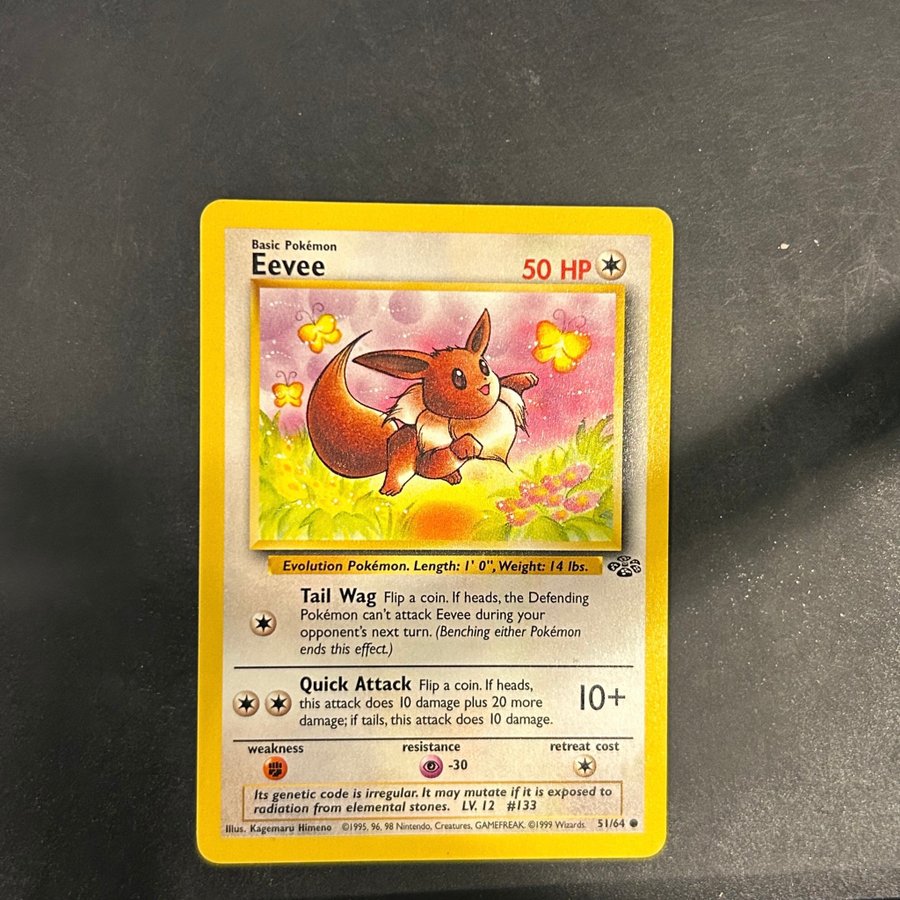 Basic Pokémon
Eevee
50 HP
Evolution Pokémon. Length: 1' 0", Weight: 14 lbs.
Tail Wag Flip a coin. If heads, the Defending
Pokémon can't attack Eevee during your
opponent's next turn. (Benching either Pokémon
ends this effect.)
Quick Attack Flip a coin. If heads,
this attack does 10 damage plus 20 more
damage; if tails, this attack does 10 damage.
10+
weakness
resistance
retreat cost
-30
Its genetic code is irregular. It may mutate if it is exposed to
radiation from elemental stones. LV. 12 #133
Illus. Kagemaru Himeno ©1995, 96, 98 Nintendo, Creatures, GAMEFREAK. ©1999 Wizards. 51/64